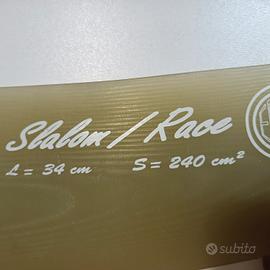 Slalom / Race
L = 34 cm S = 240 cm²
subito